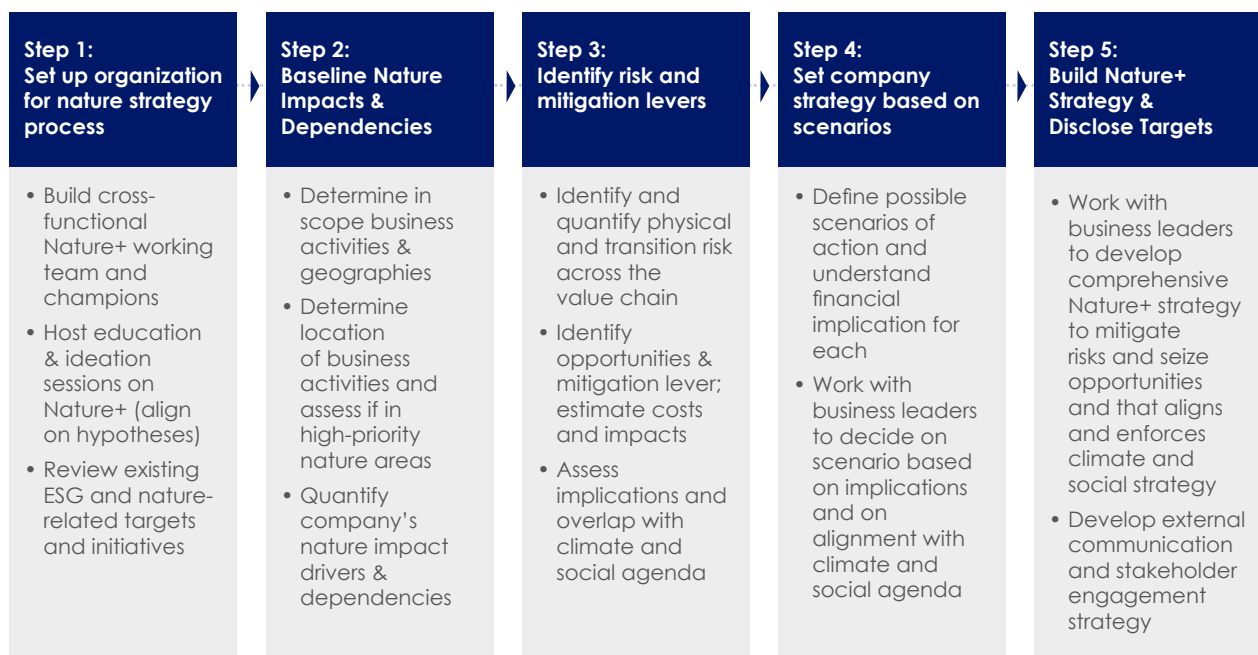 Step 1:
Set up organization
for nature strategy
process
• Build cross-
functional
Nature+ working
team and
champions
• Host education
& ideation
sessions on
Nature+ (align
on hypotheses)
• Review existing
ESG and nature-
related targets
and initiatives
Step 2:
Baseline Nature
Impacts &
Dependencies
• Determine in
scope business
activities &
geographies
• Determine
location
of business
activities and
assess if in
high-priority
nature areas
• Quantify
company’s
nature impact
drivers &
dependencies
Step 3:
Identify risk and
mitigation levers
• Identify and
quantify physical
and transition risk
across the
value chain
• Identify
opportunities &
mitigation lever;
estimate costs
and impacts
• Assess
implications and
overlap with
climate and
social agenda
Step 4:
Set company
strategy based on
scenarios
• Define possible
scenarios of
action and
understand
financial
implication for
each
• Work with
business leaders
to decide on
scenario based
on implications
and on
alignment with
climate and
social agenda
Step 5:
Build Nature+
Strategy &
Disclose Targets
• Work with
business leaders
to develop
comprehensive
Nature+ strategy
to mitigate
risks and seize
opportunities
and that aligns
and enforces
climate and
social strategy
• Develop external
communication
and stakeholder
engagement
strategy